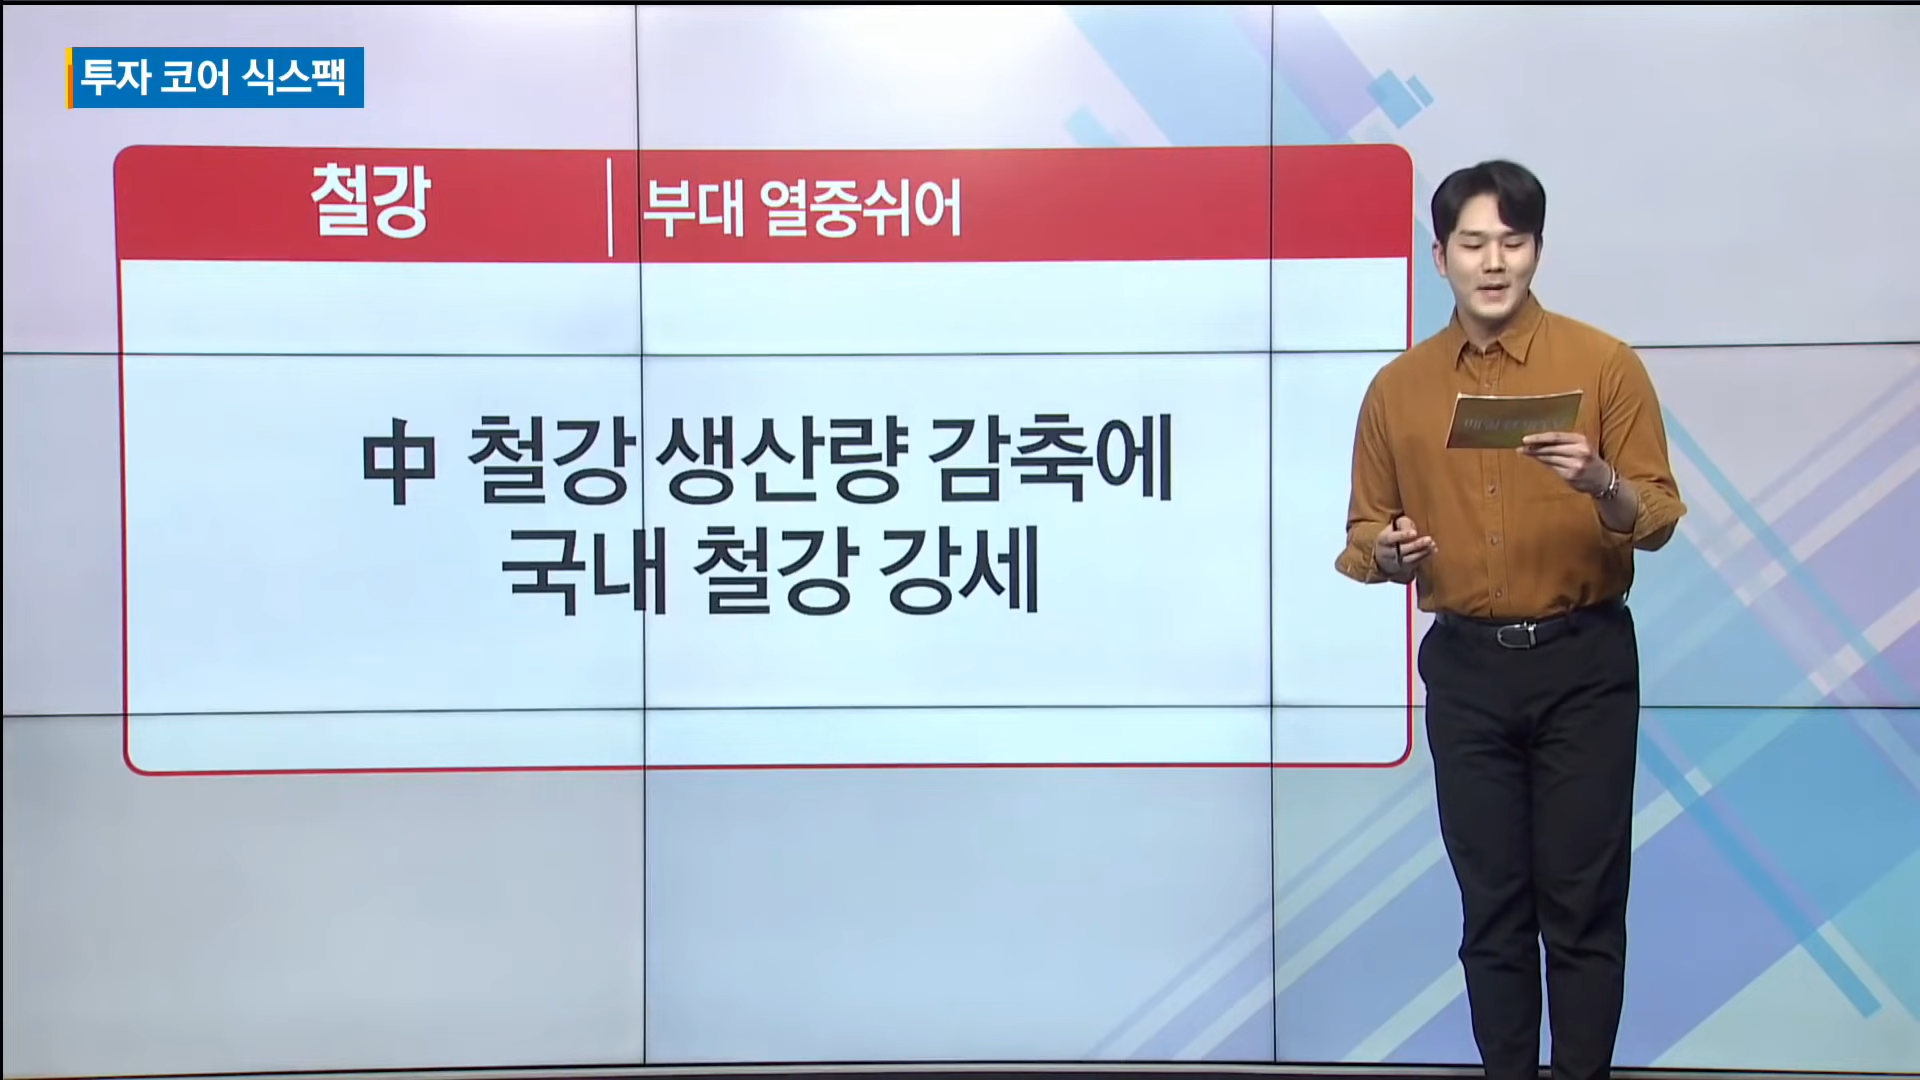 투자 코어 식스팩
철강
부대 열중쉬어
中 철강 생산량 감축에
국내 철강 강세